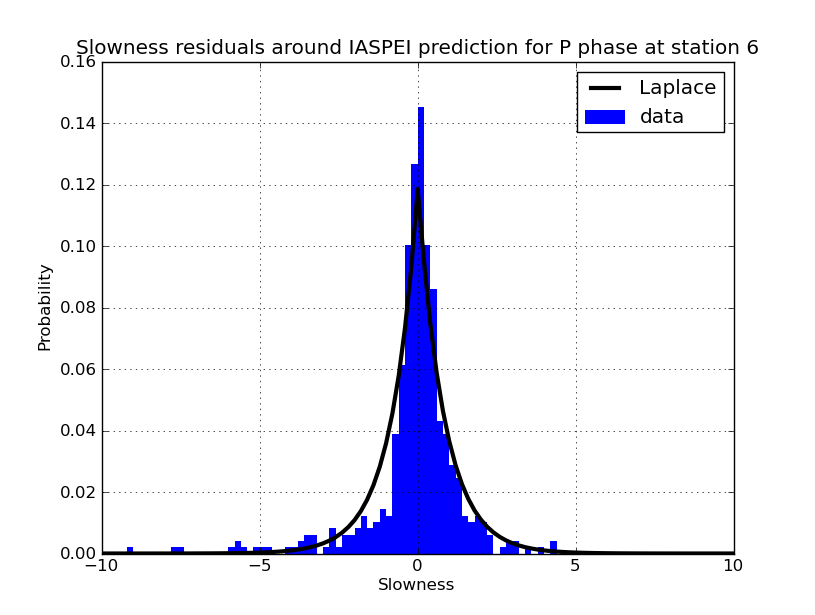 Slowness residuals around IASPEI prediction for P phase at station 6
0.16
0.14
0.12
0.10
0.08
0.06
0.04
0.02
0.00
Probability
Laplace
data
−10
−5
0
5
10
Slowness